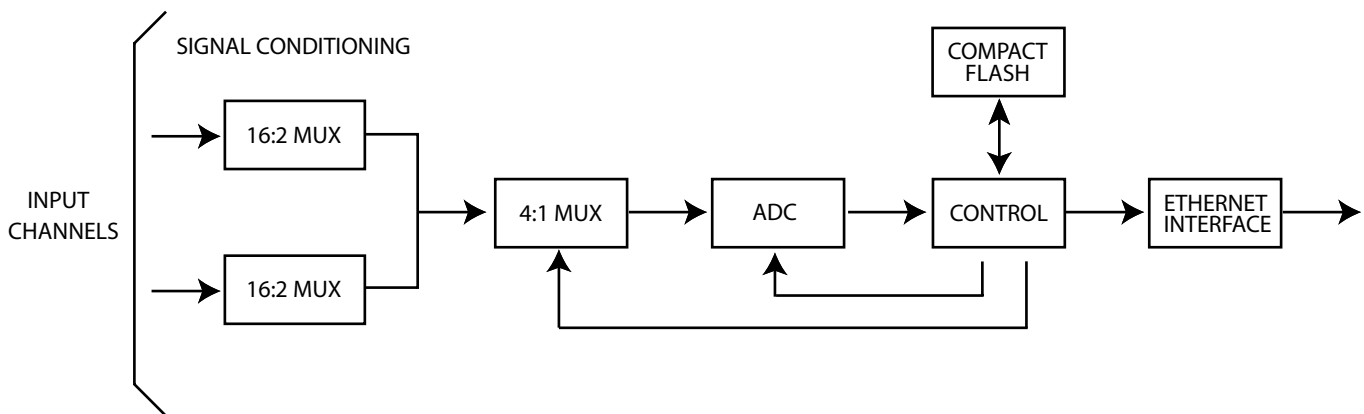 SIGNAL CONDITIONING
COMPACT
FLASH
16:2 MUX
INPUT
CHANNELS
4:1 MUX
ADC
CONTROL
ETHERNET
INTERFACE
16:2 MUX